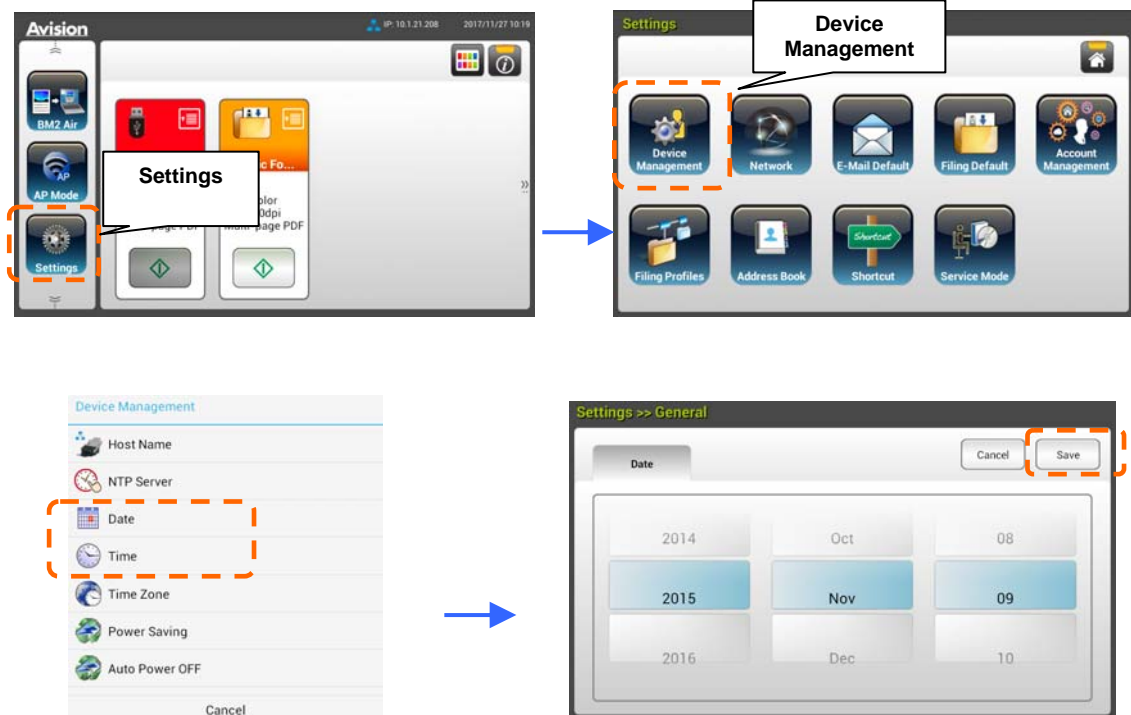 Avision
IP: 10.1.21.208
2017/11/27 10:19
BM2 Air
AP Mode
Settings
Settings
c Fo...
olor
0dpi
page PDF
Settings
Device
Management
Device
Management
Network
E-Mail Default
Filing Default
Account
Management
Filing Profiles
Address Book
Shortcut
Shortcut
Service Mode
Device Management
Host Name
NTP Server
Date
Time
Time Zone
Power Saving
Auto Power OFF
Cancel
Settings >> General
Date
Cancel
Save
2014
Oct
08
2015
Nov
09
2016
Dec
10